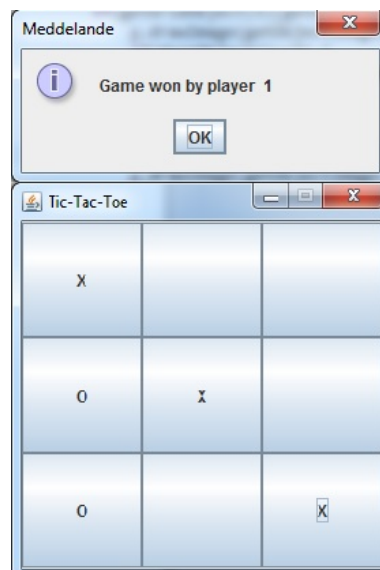 Meddelande
Game won by player 1
OK
Tic-Tac-Toe
X
O X
O X